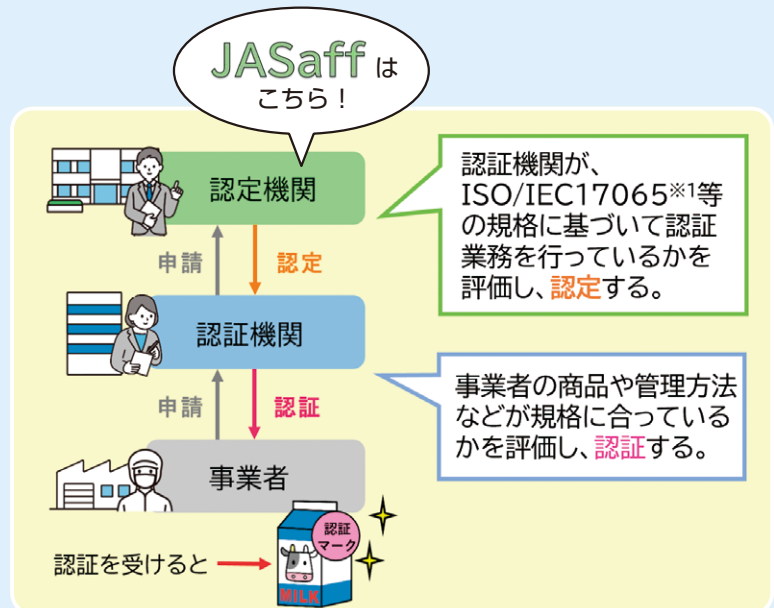 JASaff は
こちら！
認定機関
認証機関が、
ISO/IEC17065※1等
の規格に基づいて認証
業務を行っているかを
評価し、認定する。
申請
認定
認証機関
事業者の商品や管理方法
などが規格に合っている
かを評価し、認証する。
申請
認証
事業者
認証を受けると
認証
マーク
MILK